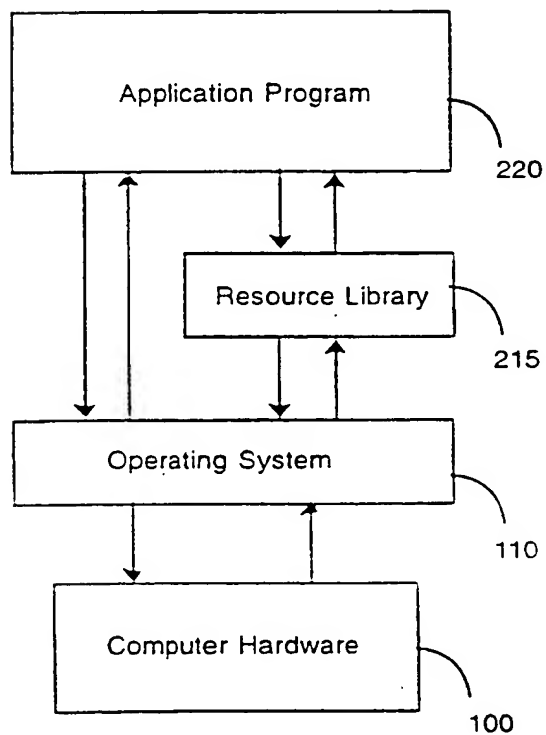 Application Program
220
Resource Library
215
Operating System
110
Computer Hardware
100